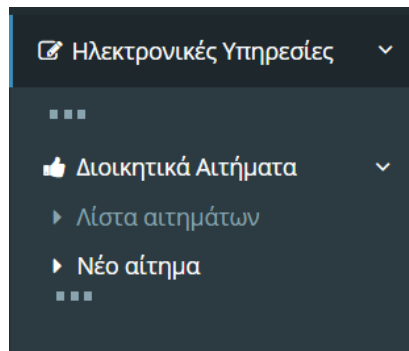 Ηλεκτρονικές Υπηρεσίες
Διοικητικά Αιτήματα
Λίστα αιτημάτων
Νέο αίτημα